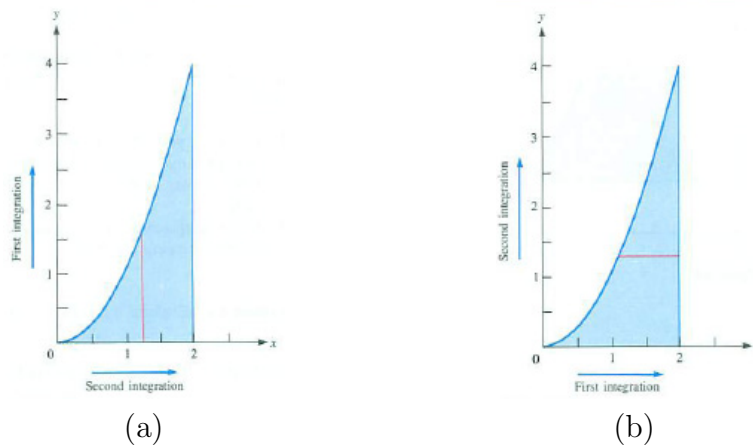 y
4
3
2
1
0
1
2
x
First integration
Second integration
(a)
y
4
3
2
1
0
1
2
Second integration
First integration
(b)